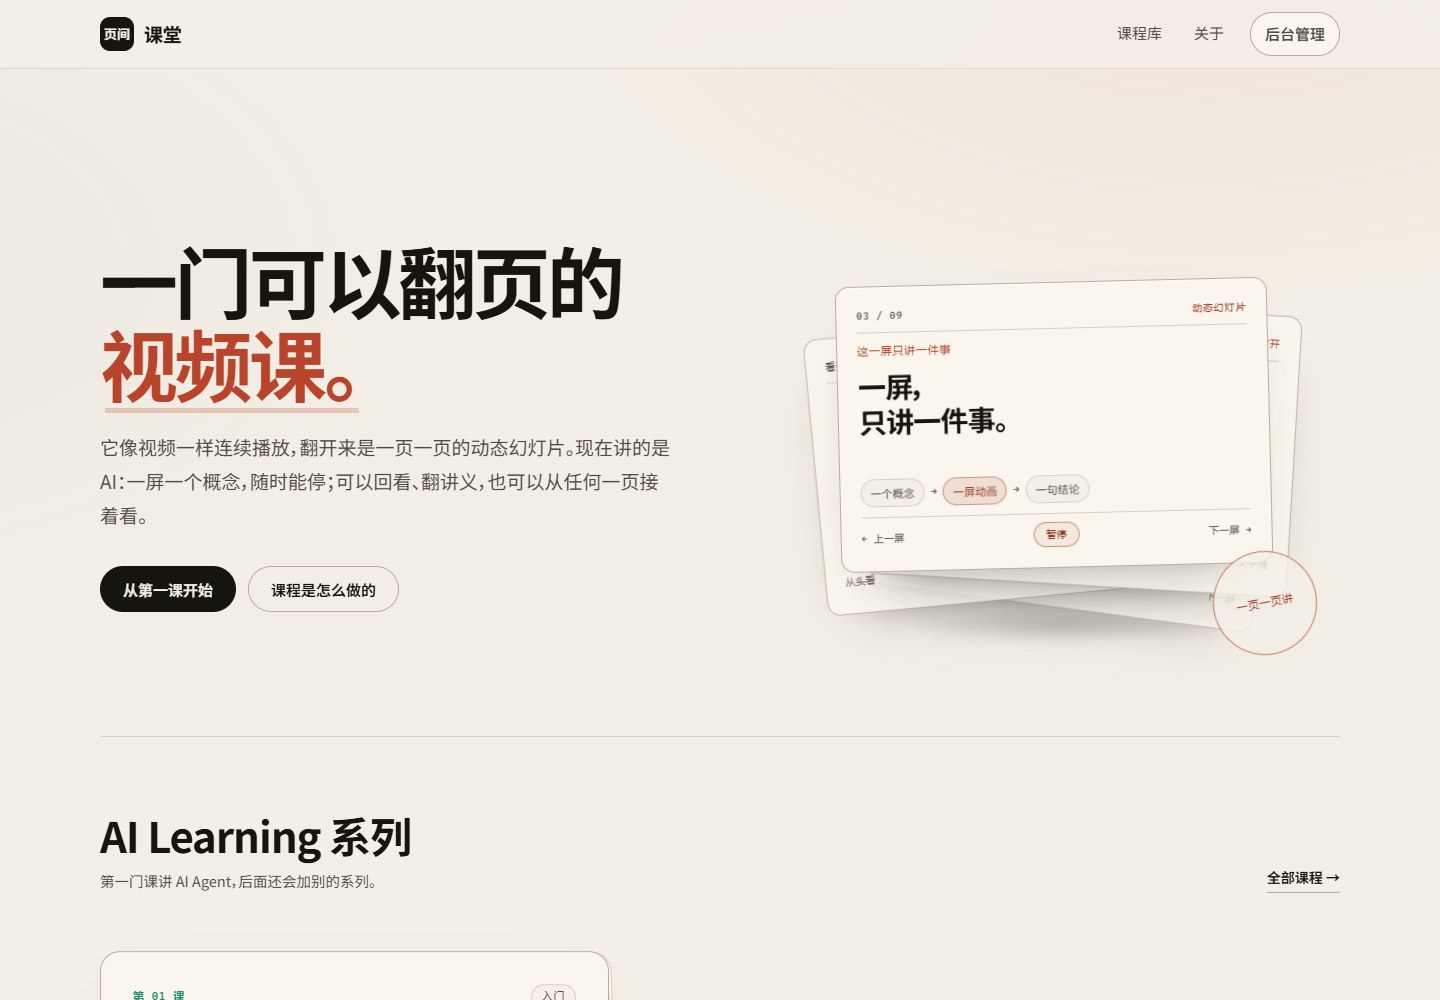 页间 课堂
课程库 关于 后台管理
一门可以翻页的
视频课。
它像视频一样连续播放，翻开来是一页一页的动态幻灯片。现在讲的是
AI：一屏一个概念，随时能停；可以回看、翻讲义，也可以从任何一页接
着看。
从第一课开始 课程是怎么做的
03 / 09 动态幻灯片
这一屏只讲一件事
一屏，
只讲一件事。
一个概念 → 一屏动画 → 一句结论
← 上一屏 暂停 下一屏 →
从头看
一页一页讲
AI Learning 系列
第一门课讲 AI Agent，后面还会加别的系列。
全部课程 →
第 01 课 入门